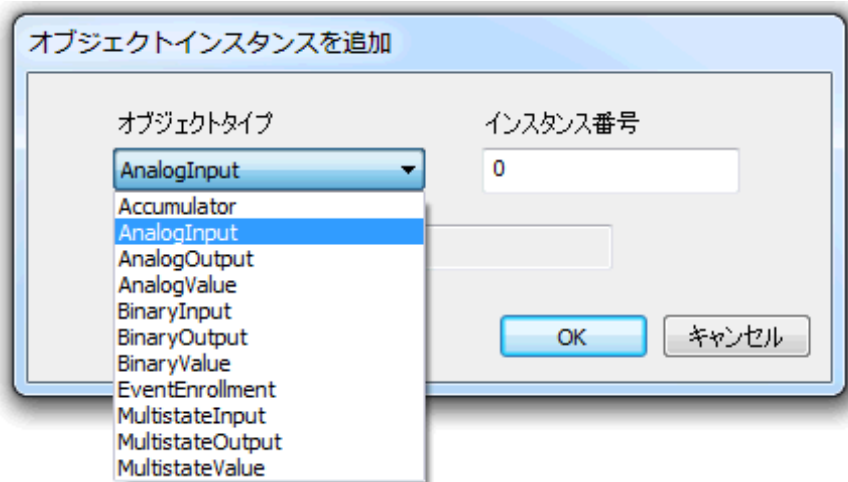 オブジェクトインスタンスを追加
オブジェクトタイプ
インスタンス番号
AnalogInput
0
Accumulator
AnalogInput
AnalogOutput
AnalogValue
BinaryInput
BinaryOutput
BinaryValue
EventEnrollment
MultistateInput
MultistateOutput
MultistateValue
OK
キャンセル